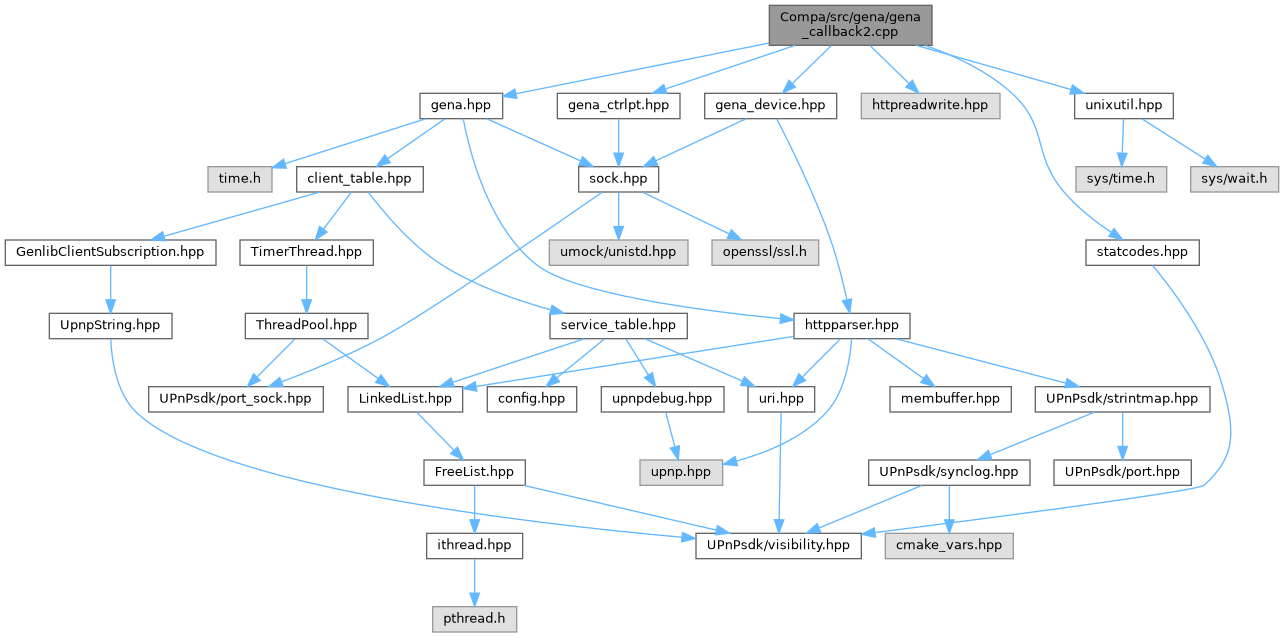 Compa/src/gena/gena
_callback2.cpp
gena.hpp
gena_ctrlpt.hpp
gena_device.hpp
httpreadwrite.hpp
unixutil.hpp
time.h
client_table.hpp
sock.hpp
sys/time.h
sys/wait.h
GenlibClientSubscription.hpp
TimerThread.hpp
umock/unistd.hpp
openssl/ssl.h
statcodes.hpp
UpnpString.hpp
ThreadPool.hpp
service_table.hpp
httpparser.hpp
UPnPsdk/port_sock.hpp
LinkedList.hpp
config.hpp
upnpdebug.hpp
uri.hpp
membuffer.hpp
UPnPsdk/strintmap.hpp
FreeList.hpp
upnp.hpp
UPnPsdk/synclog.hpp
UPnPsdk/port.hpp
ithread.hpp
UPnPsdk/visibility.hpp
cmake_vars.hpp
pthread.h